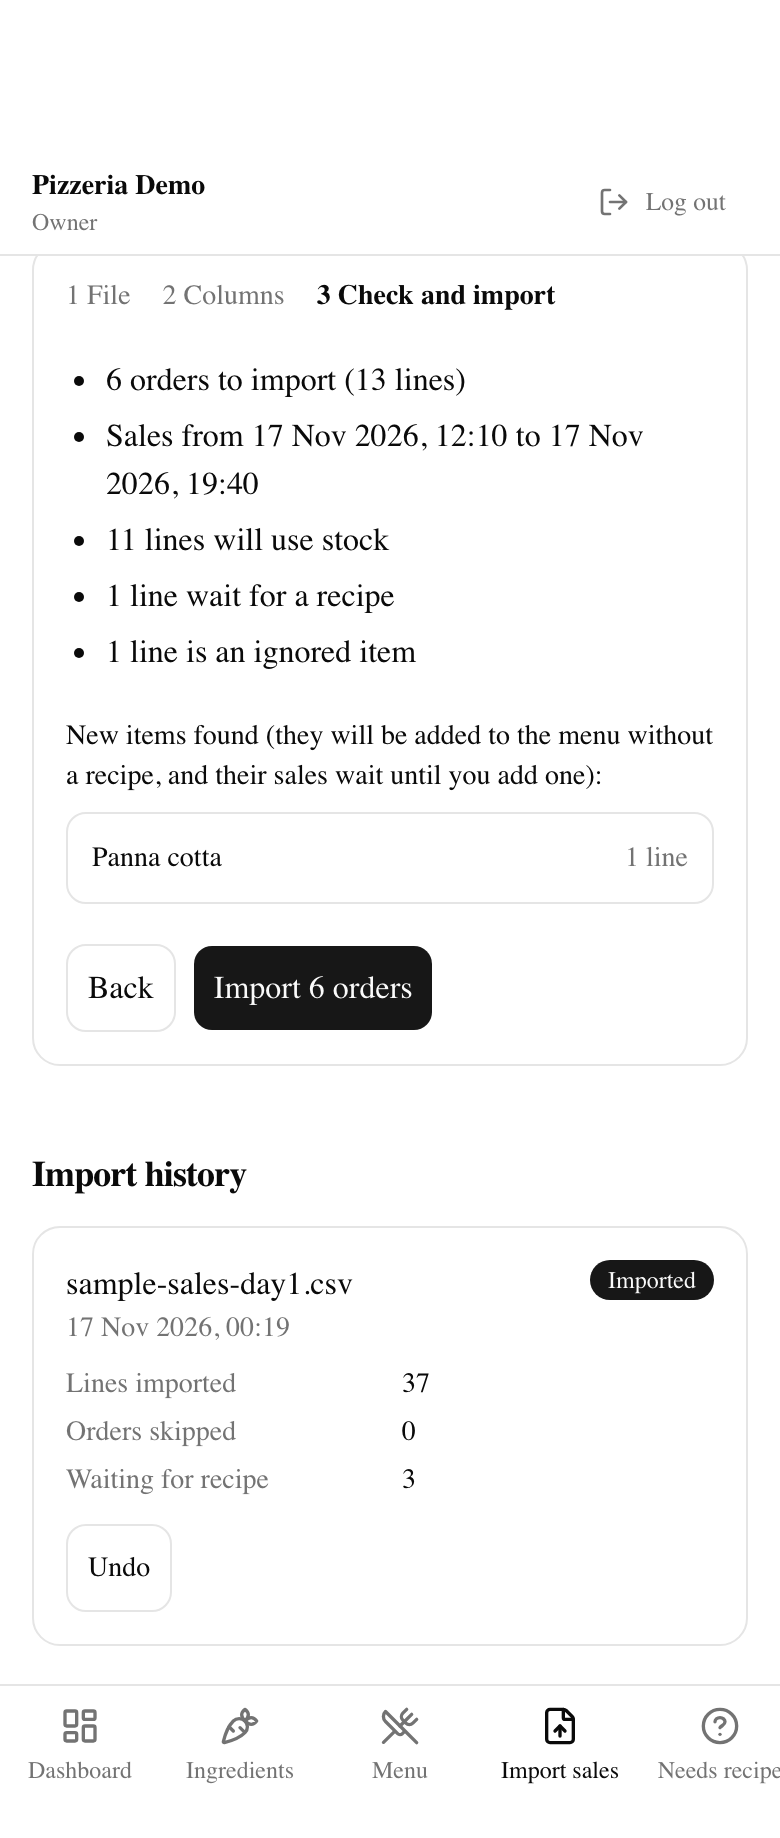 Pizzeria Demo
Owner
Log out
1 File 2 Columns 3 Check and import
6 orders to import (13 lines)
Sales from 17 Nov 2026, 12:10 to 17 Nov
2026, 19:40
11 lines will use stock
1 line wait for a recipe
1 line is an ignored item
New items found (they will be added to the menu without
a recipe, and their sales wait until you add one):
Panna cotta 1 line
Back Import 6 orders
Import history
sample-sales-day1.csv Imported
17 Nov 2026, 00:19
Lines imported 37
Orders skipped 0
Waiting for recipe 3
Undo
Dashboard Ingredients Menu Import sales Needs recipe